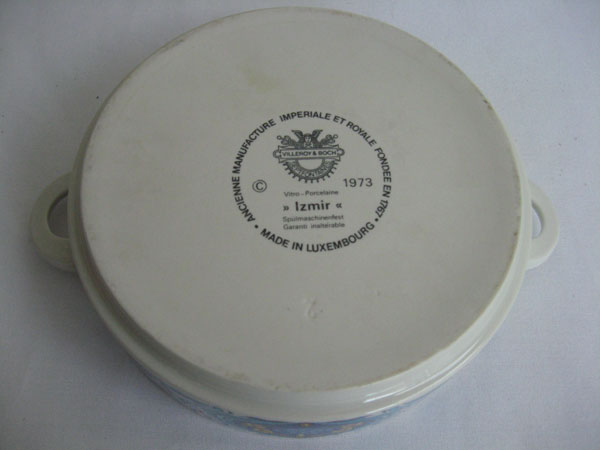 ANCIENNE MANUFACTURE IMPERIALE ET ROYALE FONDEE EN 1767
VILLEROY & BOCH
© 1973
Vitro-Porcelaine
» Izmir «
Spülmaschinenfest
Garanti inaltérable
• MADE IN LUXEMBOURG •